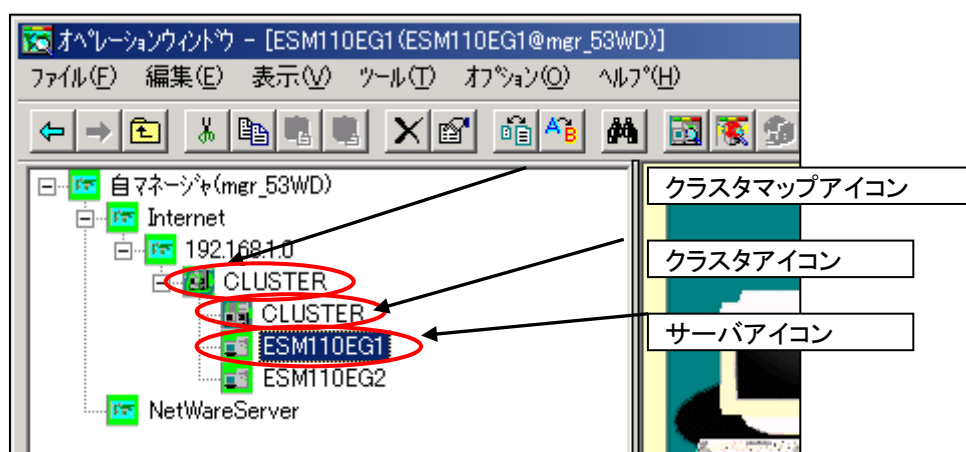 オペレーションウィンドウ - [ESM110EG1(ESM110EG1@mgr_53WD)]
ファイル(F) 編集(E) 表示(V) ツール(T) オプション(O) ヘルプ(H)
自マネージャ(mgr_53WD)
クラスタマップアイコン
Internet
192.168.1.0
クラスタアイコン
CLUSTER
CLUSTER
サーバアイコン
ESM110EG1
ESM110EG2
NetWareServer